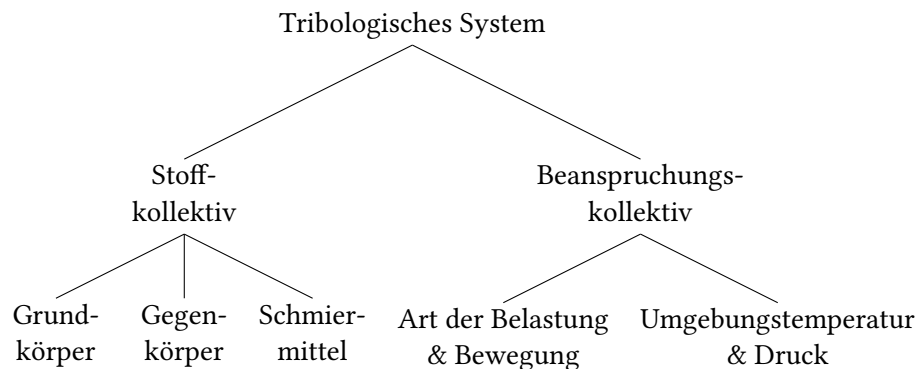 Tribologisches System
Stoff-
kollektiv
Beanspruchungs-
kollektiv
Grund-
körper
Gegen-
körper
Schmier-
mittel
Art der Belastung
& Bewegung
Umgebungstemperatur
& Druck